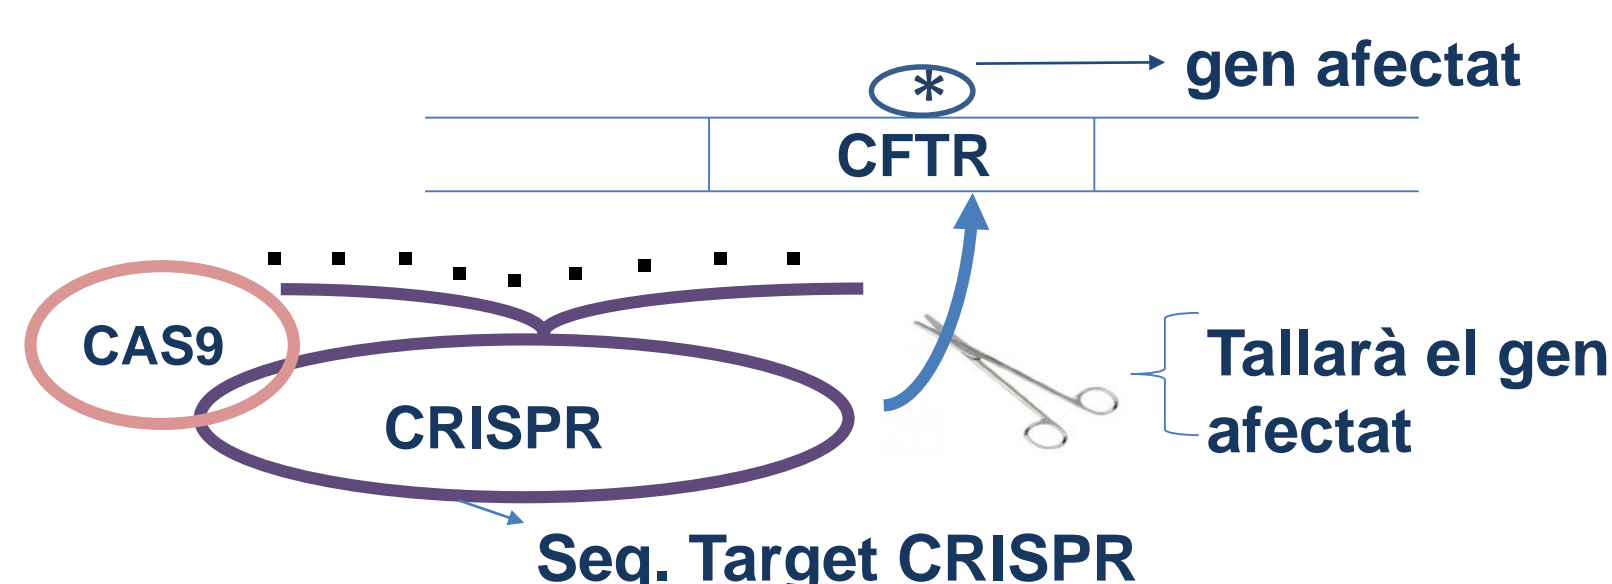 gen afectat
*
CFTR
CAS9
CRISPR
Tallarà el gen
afectat
Seq. Target CRISPR